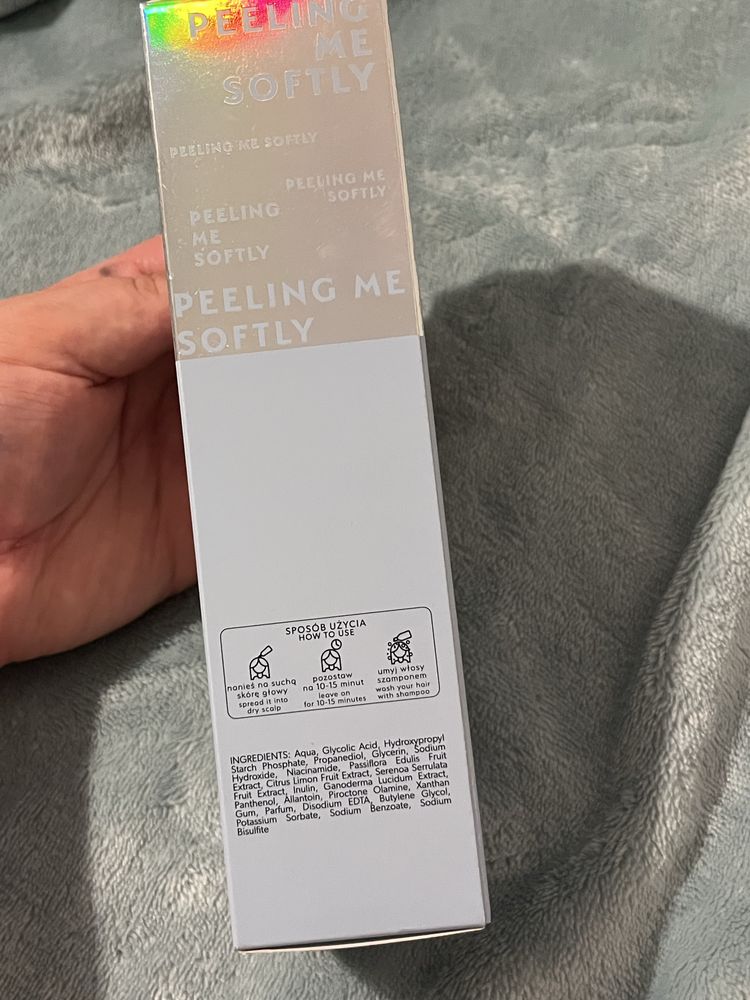 PEELING
ME
SOFTLY
PEELING ME SOFTLY
PEELING ME
SOFTLY
PEELING
ME
SOFTLY
PEELING ME
SOFTLY
SPOSÓB UŻYCIA
HOW TO USE
nanieś na suchą
skórę głowy
spread it into
dry scalp
pozostaw
na 10-15 minut
leave on
for 10-15 minutes
umyj włosy
szamponem
wash your hair
with shampoo
INGREDIENTS: Aqua, Glycolic Acid, Hydroxypropyl
Starch Phosphate, Propanediol, Glycerin, Sodium
Hydroxide, Niacinamide, Passiflora Edulis Fruit
Extract, Citrus Limon Fruit Extract, Serenoa Serrulata
Fruit Extract, Inulin, Ganoderma Lucidum Extract,
Panthenol, Allantoin, Piroctone Olamine, Xanthan
Gum, Parfum, Disodium EDTA, Butylene Glycol,
Potassium Sorbate, Sodium Benzoate, Sodium
Bisulfite